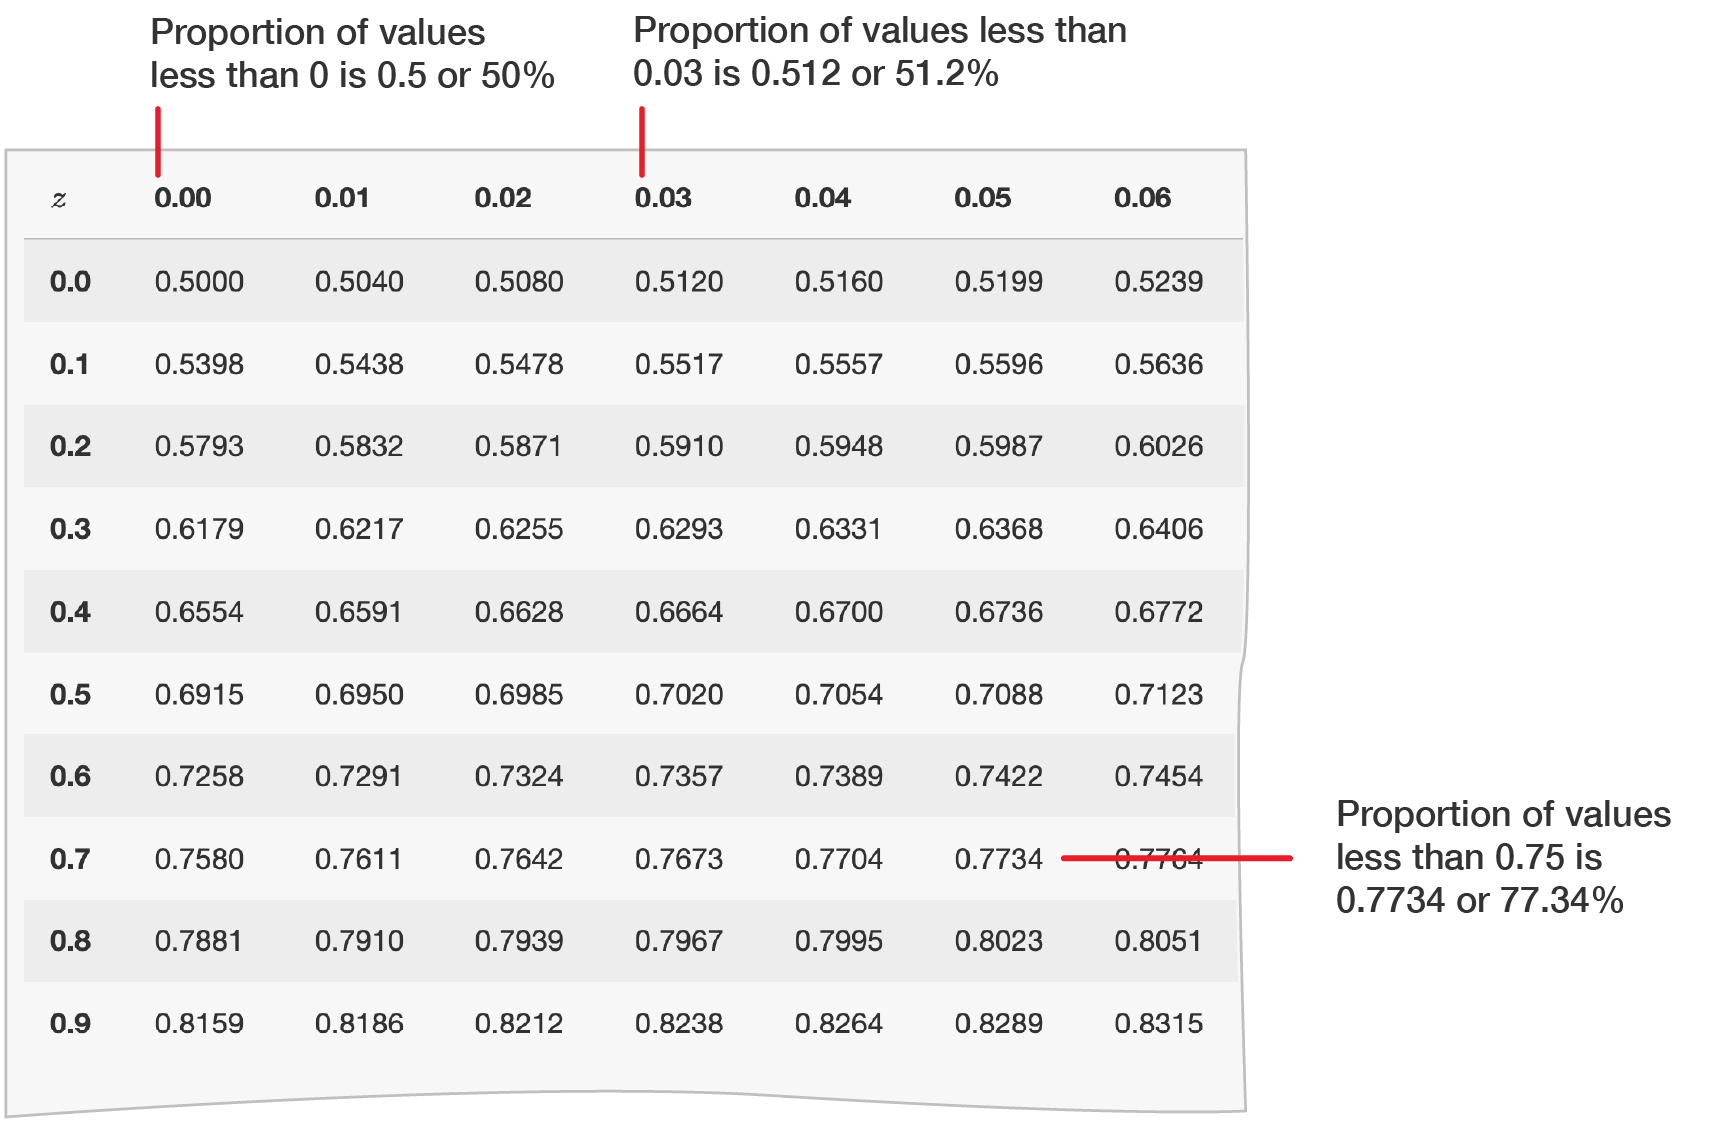 Proportion of values
less than 0 is 0.5 or 50%
Proportion of values less than
0.03 is 0.512 or 51.2%
z 0.00 0.01 0.02 0.03 0.04 0.05 0.06
0.0 0.5000 0.5040 0.5080 0.5120 0.5160 0.5199 0.5239
0.1 0.5398 0.5438 0.5478 0.5517 0.5557 0.5596 0.5636
0.2 0.5793 0.5832 0.5871 0.5910 0.5948 0.5987 0.6026
0.3 0.6179 0.6217 0.6255 0.6293 0.6331 0.6368 0.6406
0.4 0.6554 0.6591 0.6628 0.6664 0.6700 0.6736 0.6772
0.5 0.6915 0.6950 0.6985 0.7020 0.7054 0.7088 0.7123
0.6 0.7258 0.7291 0.7324 0.7357 0.7389 0.7422 0.7454
0.7 0.7580 0.7611 0.7642 0.7673 0.7704 0.7734 0.7764
0.8 0.7881 0.7910 0.7939 0.7967 0.7995 0.8023 0.8051
0.9 0.8159 0.8186 0.8212 0.8238 0.8264 0.8289 0.8315
Proportion of values
less than 0.75 is
0.7734 or 77.34%